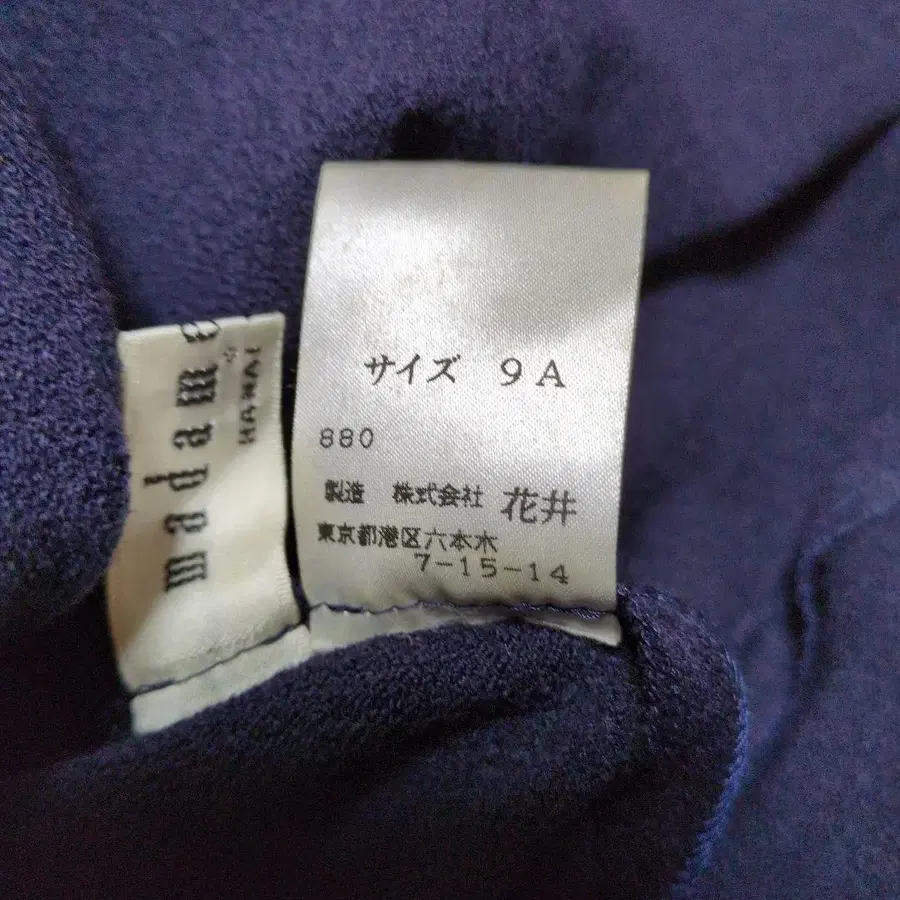 madame
HANAI
サイズ 9A
880
製造 株式会社 花井
東京都港区六本木
7-15-14